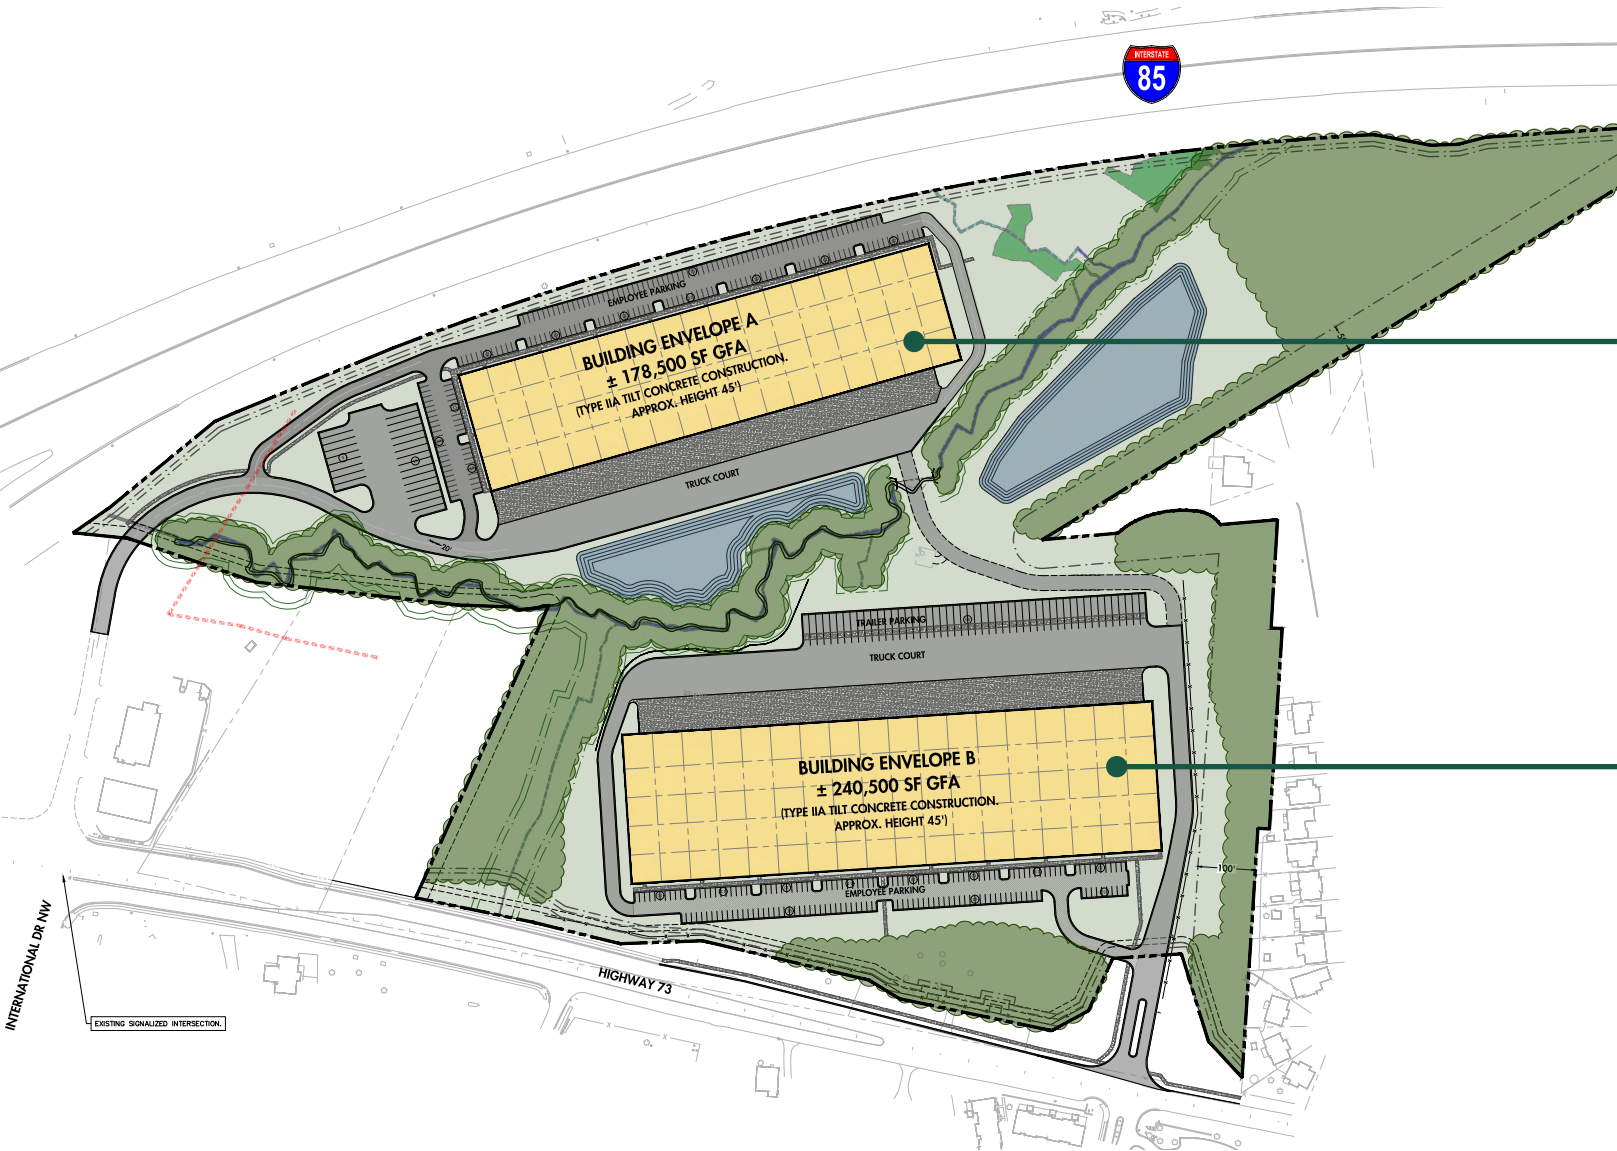 INTERSTATE
85
EMPLOYEE PARKING
BUILDING ENVELOPE A
± 178,500 SF GFA
(TYPE IIA TILT CONCRETE CONSTRUCTION.
APPROX. HEIGHT 45')
TRUCK COURT
20'
TRAILER PARKING
TRUCK COURT
BUILDING ENVELOPE B
± 240,500 SF GFA
(TYPE IIA TILT CONCRETE CONSTRUCTION.
APPROX. HEIGHT 45')
EMPLOYEE PARKING
100'
HIGHWAY 73
INTERNATIONAL DR NW
EXISTING SIGNALIZED INTERSECTION.